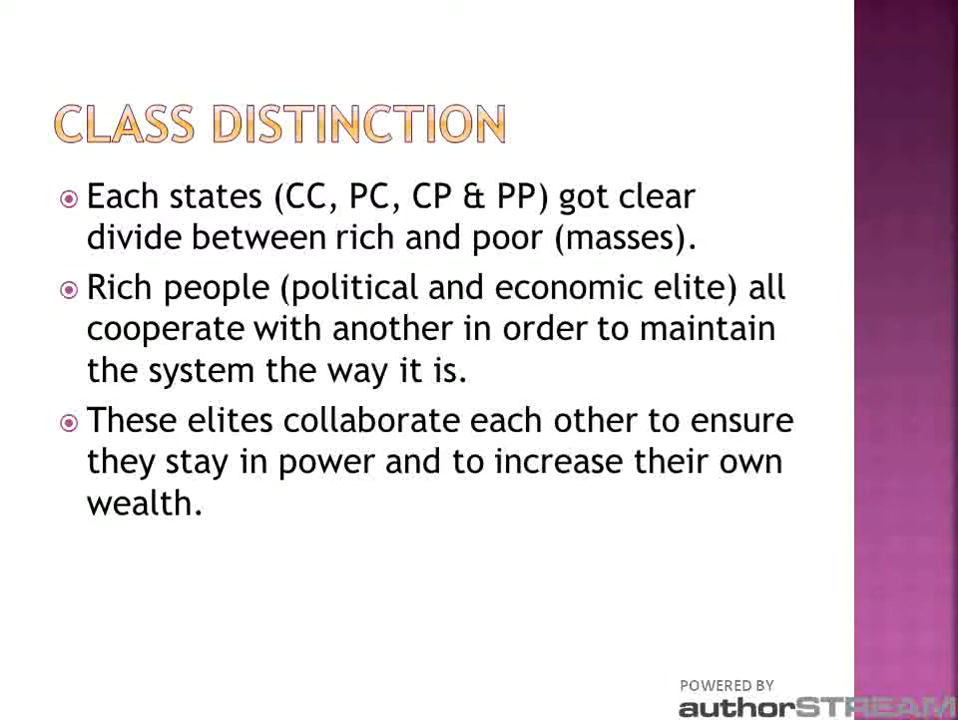 CLASS DISTINCTION
Each states (CC, PC, CP & PP) got clear
divide between rich and poor (masses).
Rich people (political and economic elite) all
cooperate with another in order to maintain
the system the way it is.
These elites collaborate each other to ensure
they stay in power and to increase their own
wealth.
POWERED BY
authorSTREAM